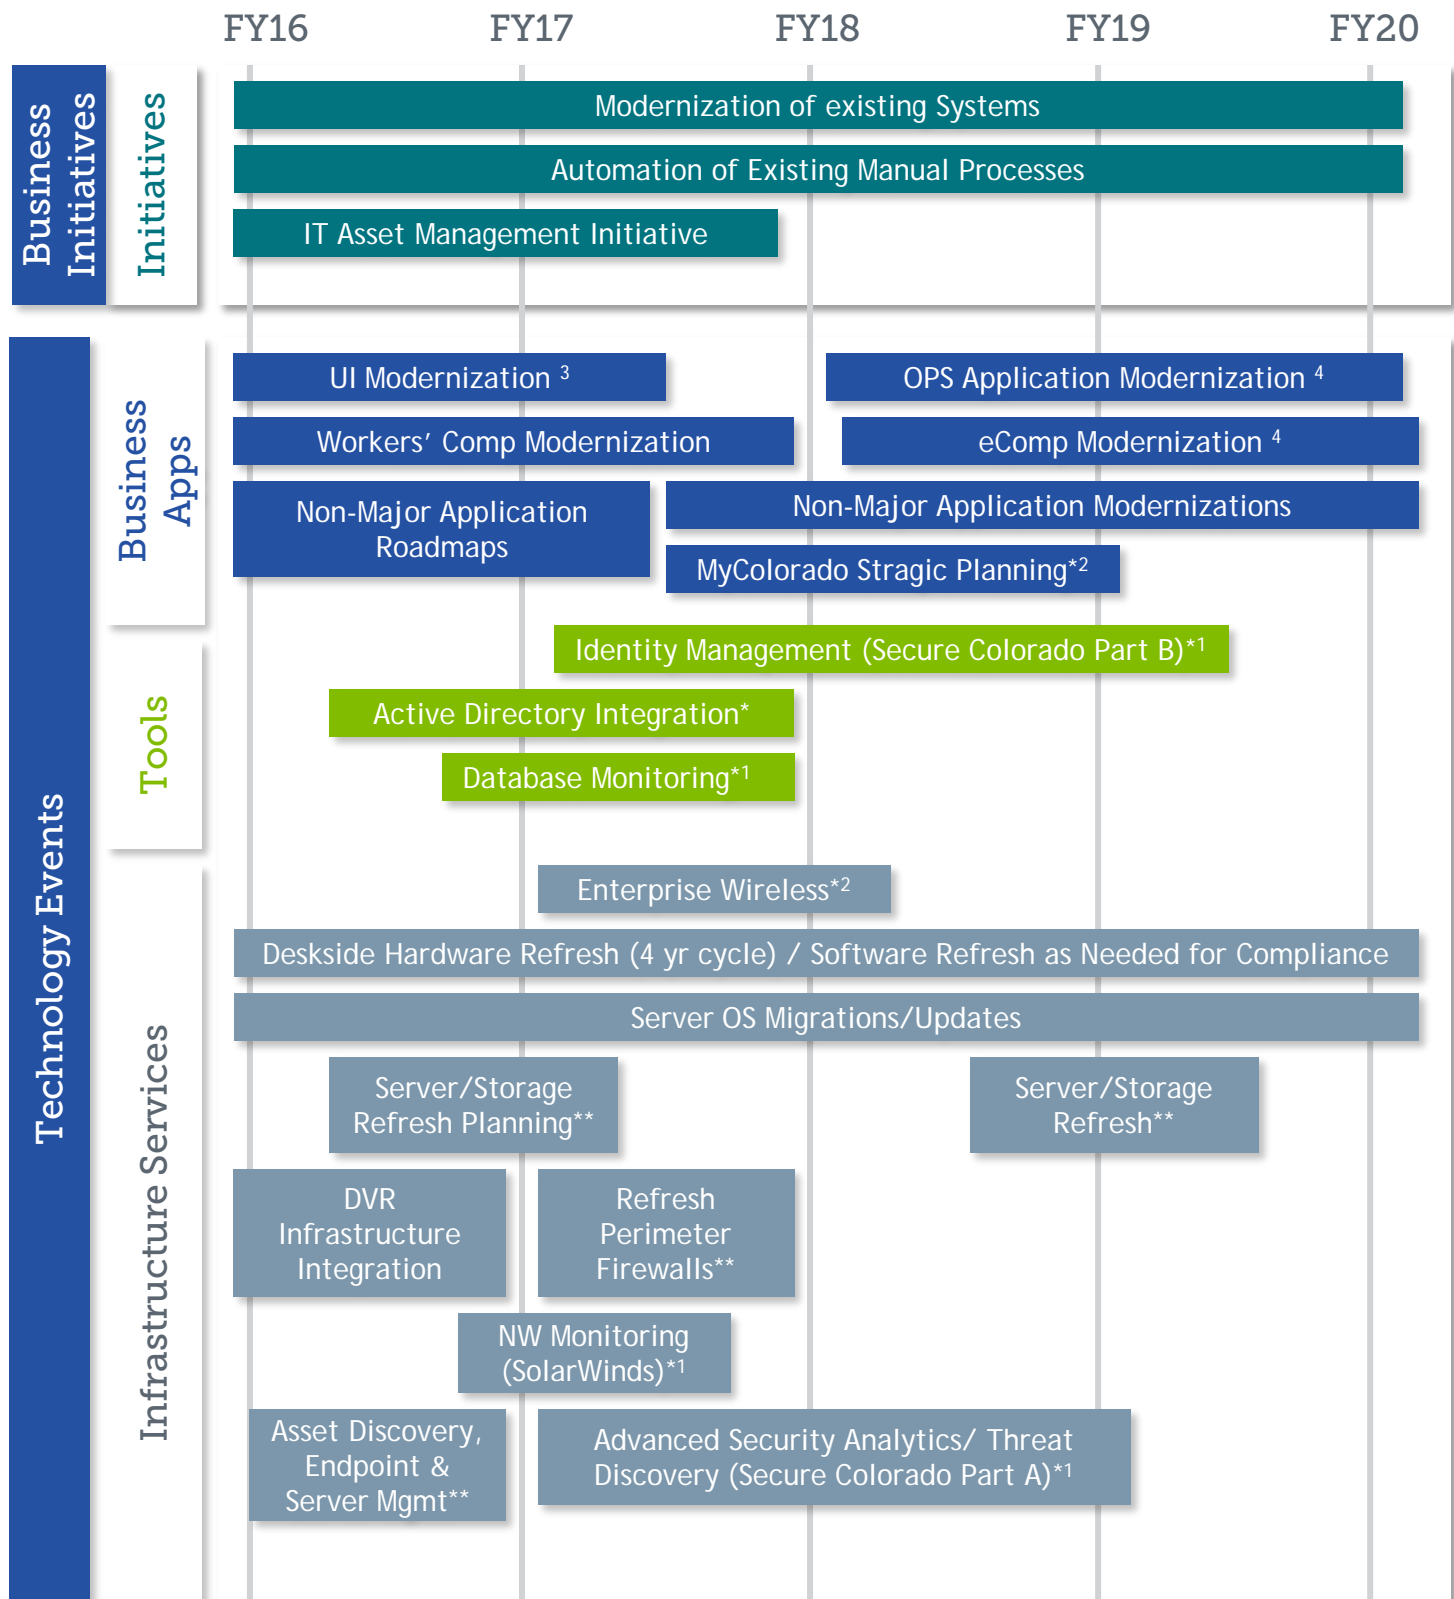 FY16 FY17 FY18 FY19 FY20
Business
Initiatives
Initiatives
Modernization of existing Systems
Automation of Existing Manual Processes
IT Asset Management Initiative
Technology Events
Business
Apps
UI Modernization ³
OPS Application Modernization ⁴
Workers’ Comp Modernization
eComp Modernization ⁴
Non-Major Application
Roadmaps
Non-Major Application Modernizations
MyColorado Stragic Planning*²
Tools
Identity Management (Secure Colorado Part B)*¹
Active Directory Integration*
Database Monitoring*¹
Infrastructure Services
Enterprise Wireless*²
Deskside Hardware Refresh (4 yr cycle) / Software Refresh as Needed for Compliance
Server OS Migrations/Updates
Server/Storage
Refresh Planning**
Server/Storage
Refresh**
DVR
Infrastructure
Integration
Refresh
Perimeter
Firewalls**
NW Monitoring
(SolarWinds)*¹
Asset Discovery,
Endpoint &
Server Mgmt**
Advanced Security Analytics/ Threat
Discovery (Secure Colorado Part A)*¹